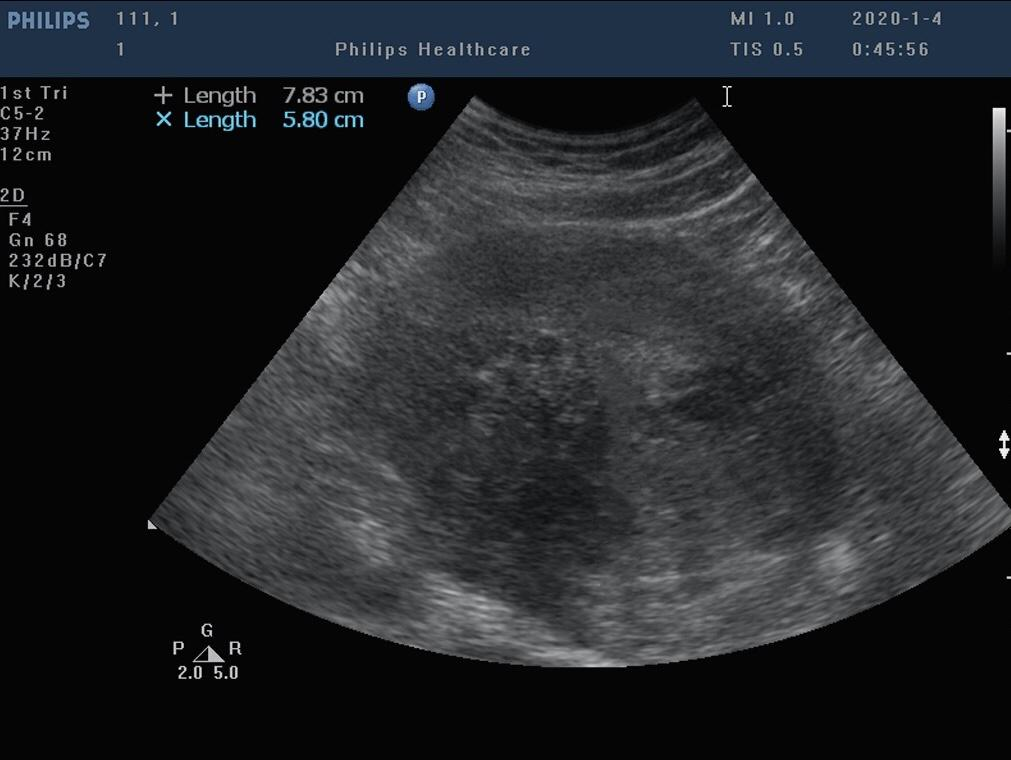 PHILIPS 111, 1 MI 1.0 2020-1-4
1 Philips Healthcare TIS 0.5 0:45:56
1st Tri
C5-2
37Hz
12cm
2D
F4
Gn 68
232dB/C7
K/2/3
+ Length 7.83 cm
× Length 5.80 cm
P
G
P R
2.0 5.0